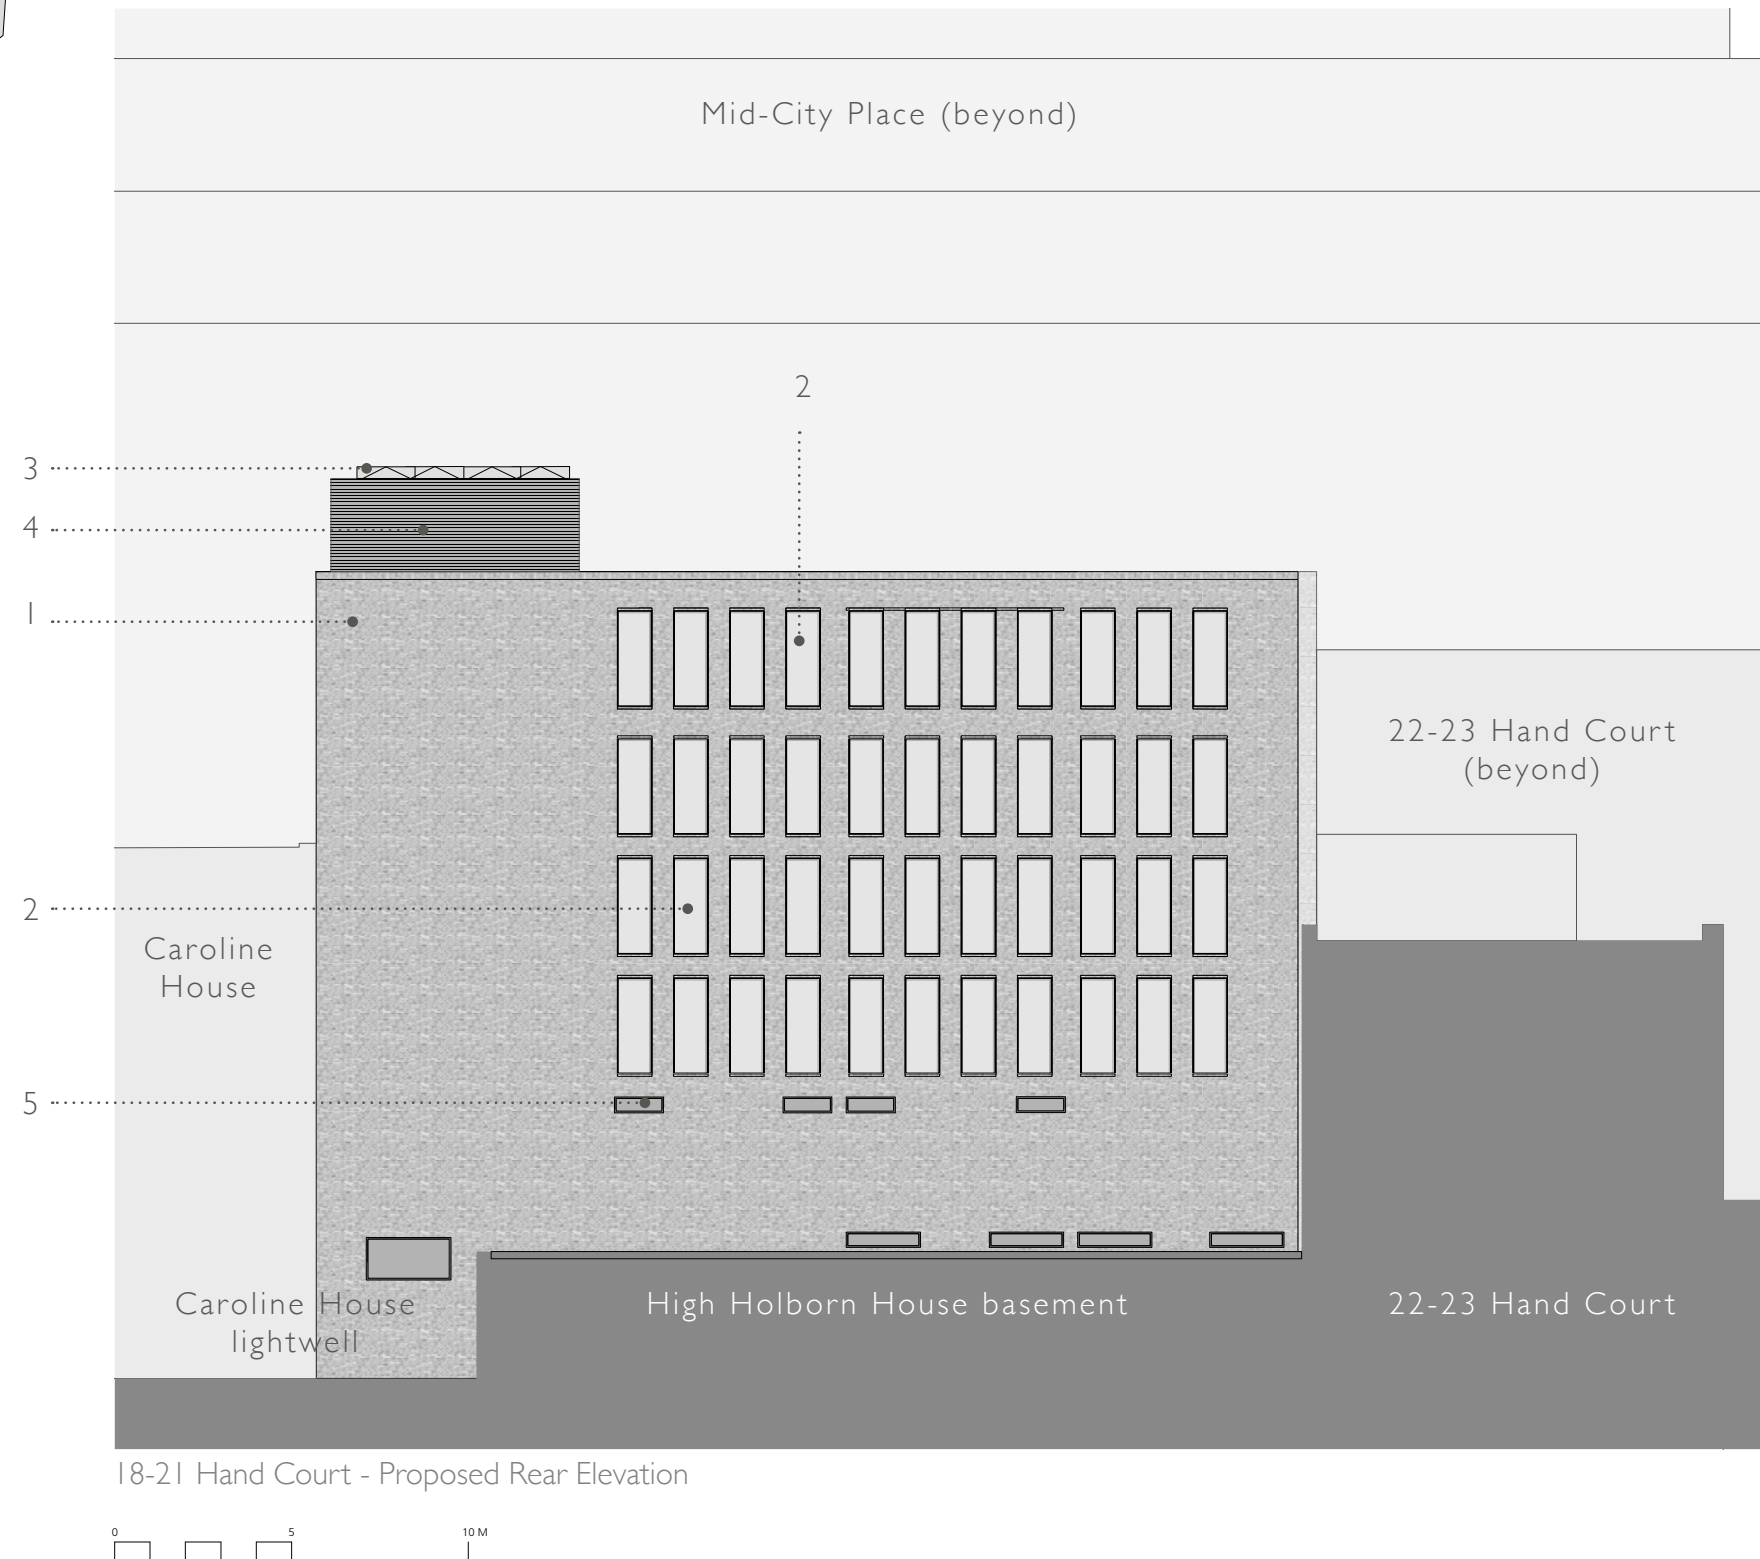 Mid-City Place (beyond)
2
3
4
1
22-23 Hand Court
(beyond)
2
Caroline
House
5
Caroline House
lightwell
High Holborn House basement
22-23 Hand Court
18-21 Hand Court - Proposed Rear Elevation
0 5 10 M